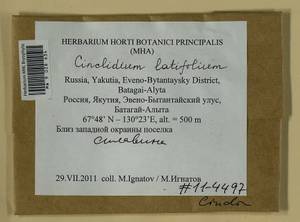 HERBARIUM HORTI BOTANICI PRINCIPALIS
(MHA)
Cinclidium latifolium
Russia, Yakutia, Eveno-Bytantaysky District,
Batagai-Alyta
Россия, Якутия, Эвено-Бытантайский улус,
Батагай-Алыта
67°48' N – 130°23'E, alt. = 500 m
Близ западной окраины поселка
29.VII.2011 coll. M.Ignatov / М.Игнатов
#11-4497